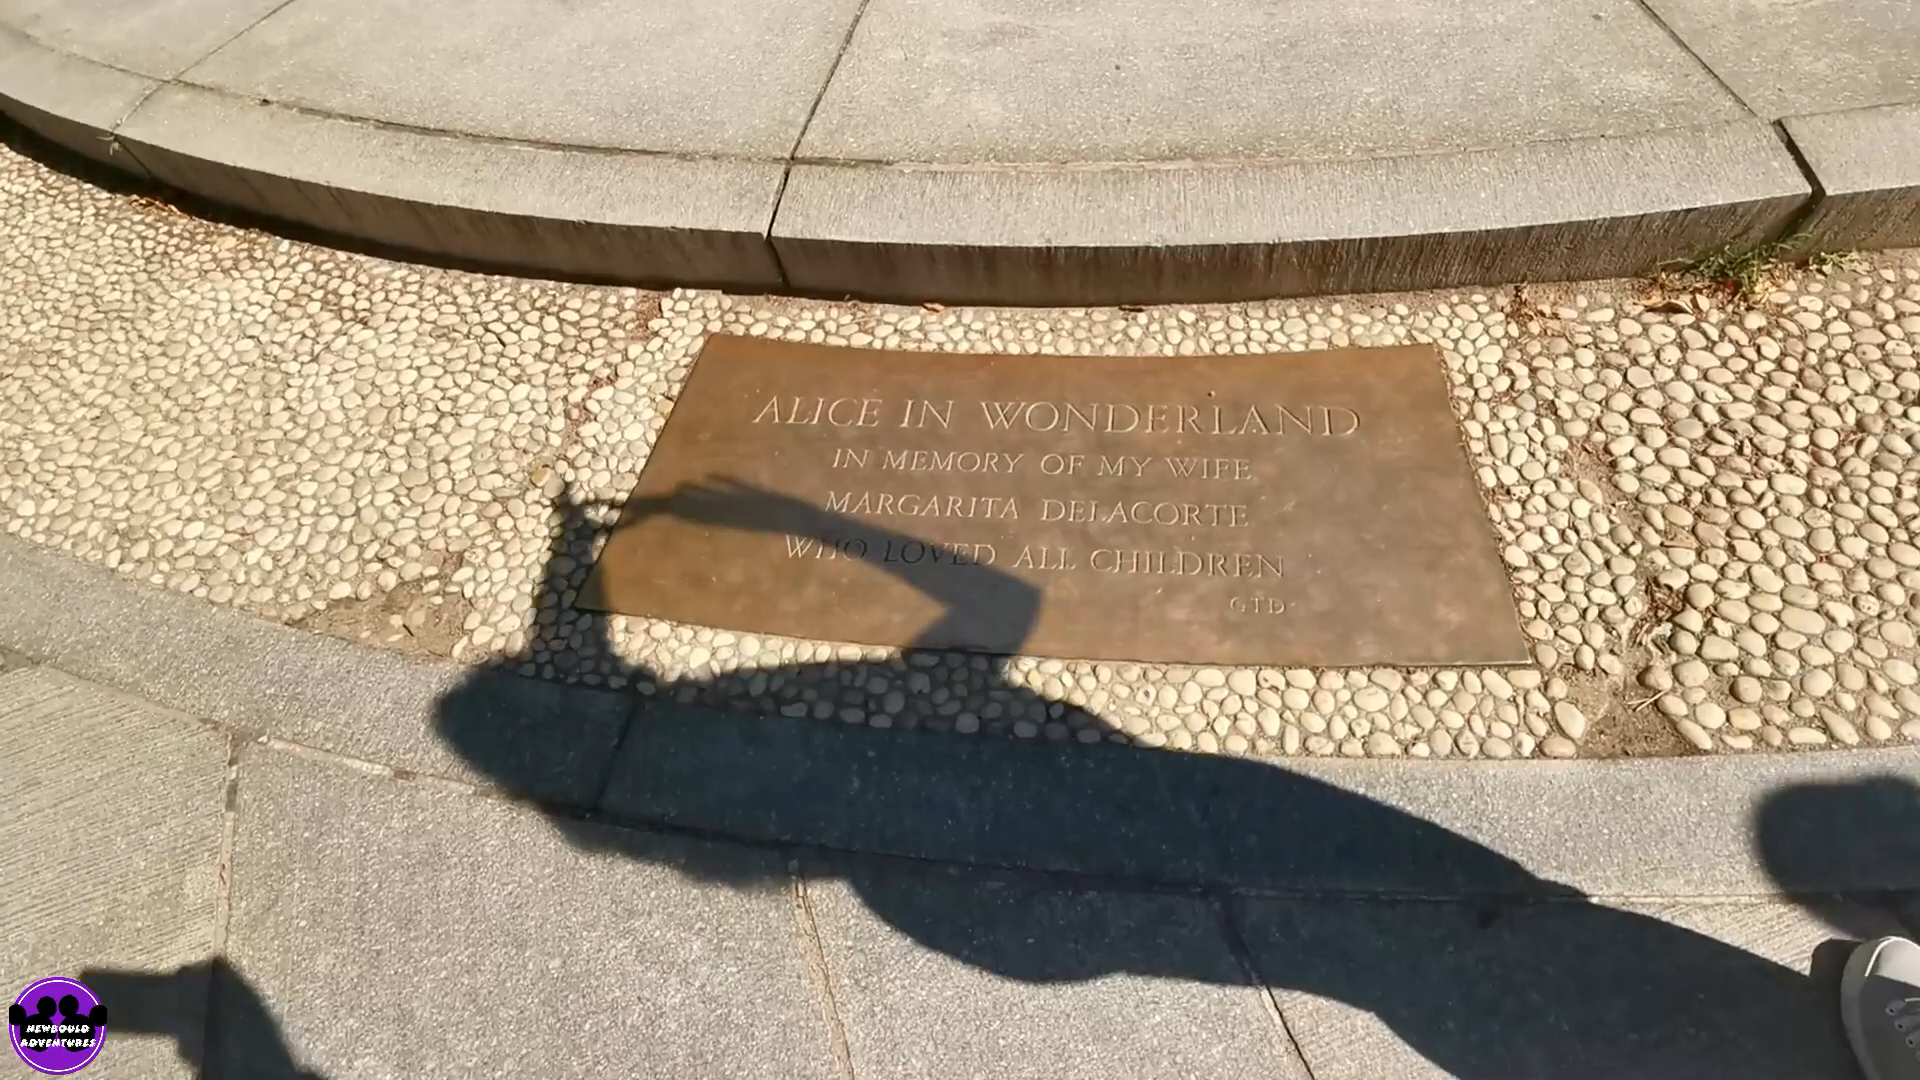 ALICE IN WONDERLAND
IN MEMORY OF MY WIFE
MARGARITA DELACORTE
WHO LOVED ALL CHILDREN
GTD
NEWBOULD
ADVENTURES